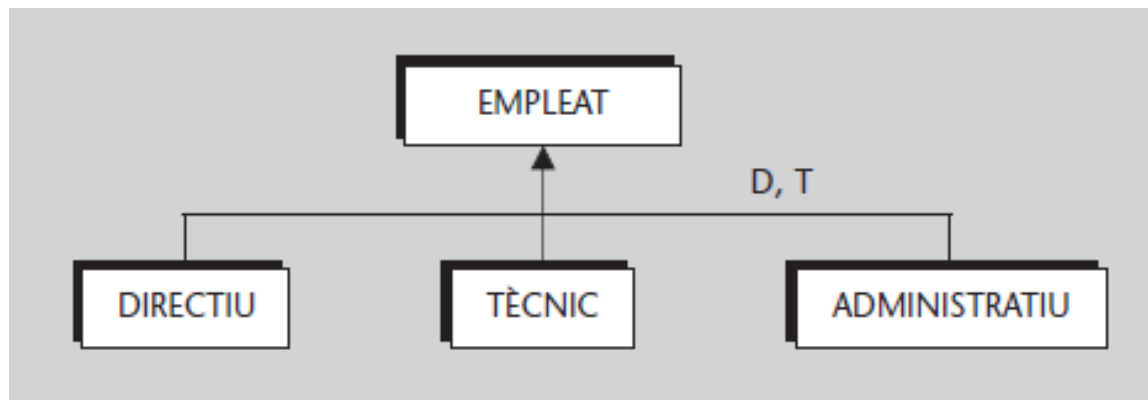 EMPLEAT
D, T
DIRECTIU
TÈCNIC
ADMINISTRATIU